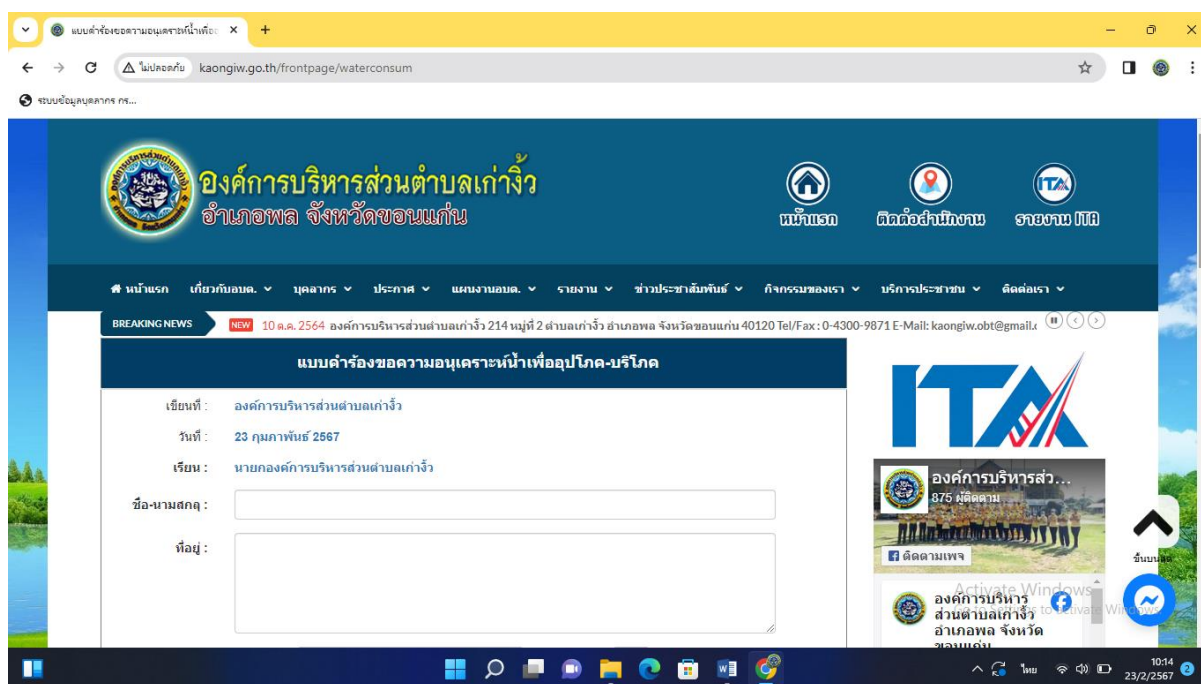 แบบคำร้องขอความอนุเคราะห์น้ำเพื่อ
ไม่ปลอดภัย kaongiw.go.th/frontpage/waterconsum
ระบบข้อมูลบุคลากร กร...
องค์การบริหารส่วนตำบลเก่างิ้ว
อำเภอพล จังหวัดขอนแก่น
หน้าแรก ติดต่อสำนักงาน รายงาน ITA
ITA
หน้าแรก เกี่ยวกับอบต. บุคลากร ประกาศ แผนงานอบต. รายงาน ข่าวประชาสัมพันธ์ กิจกรรมของเรา บริการประชาชน ติดต่อเรา
BREAKING NEWS NEW 10 ต.ค. 2564 องค์การบริหารส่วนตำบลเก่างิ้ว 214 หมู่ที่ 2 ตำบลเก่างิ้ว อำเภอพล จังหวัดขอนแก่น 40120 Tel/Fax : 0-4300-9871 E-Mail: kaongiw.obt@gmail.c
แบบคำร้องขอความอนุเคราะห์น้ำเพื่ออุปโภค-บริโภค
เขียนที่ : องค์การบริหารส่วนตำบลเก่างิ้ว
วันที่ : 23 กุมภาพันธ์ 2567
เรียน : นายกองค์การบริหารส่วนตำบลเก่างิ้ว
ชื่อ-นามสกุล :
ที่อยู่ :
ITA
องค์การบริหารส่ว...
875 ผู้ติดตาม
ติดตามเพจ
ขึ้นบนสุด
องค์การบริหาร
ส่วนตำบลเก่างิ้ว
อำเภอพล จังหวัด
ขอนแก่น
Activate Windows
Go to Settings to activate Windows.
ไทย
10:14
23/2/2567
2